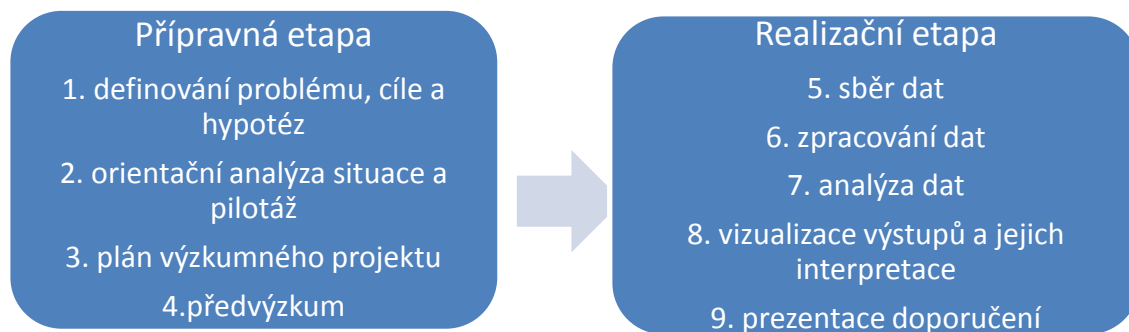 Přípravná etapa
1. definování problému, cíle a
hypotéz
2. orientační analýza situace a
pilotáž
3. plán výzkumného projektu
4.předvýzkum
Realizační etapa
5. sběr dat
6. zpracování dat
7. analýza dat
8. vizualizace výstupů a jejich
interpretace
9. prezentace doporučení